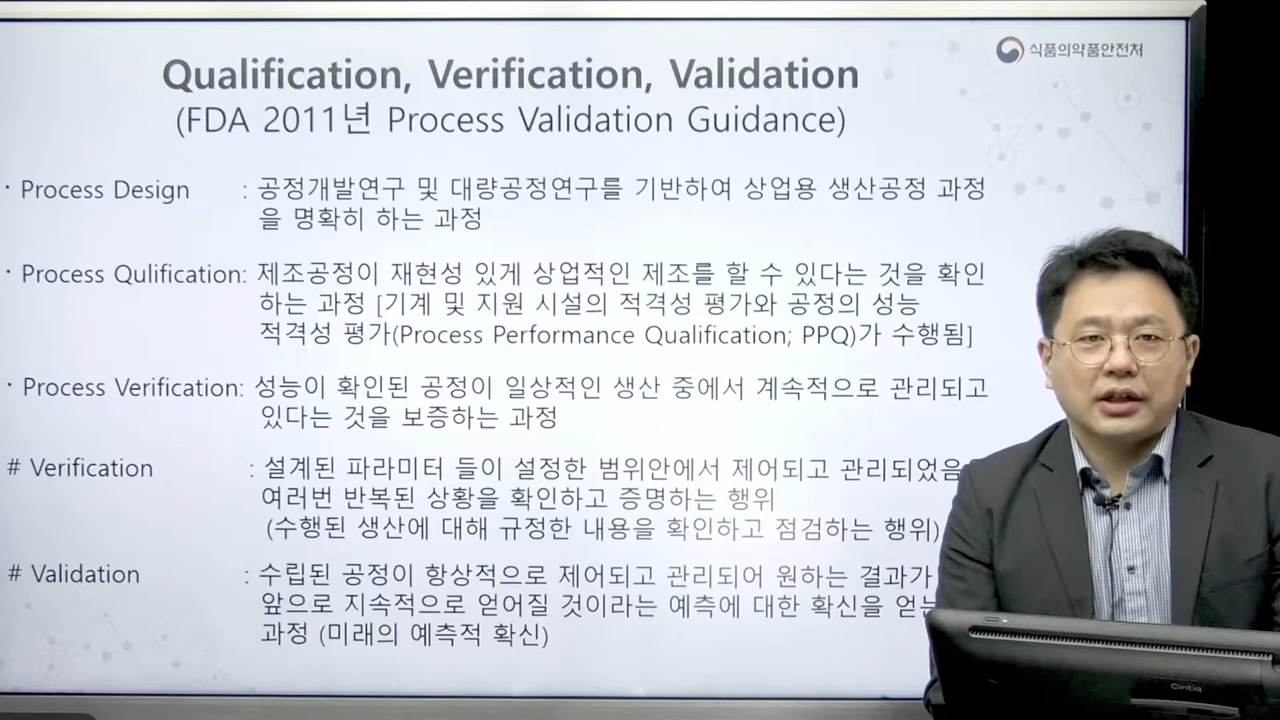 식품의약품안전처
Qualification, Verification, Validation
(FDA 2011년 Process Validation Guidance)
· Process Design : 공정개발연구 및 대량공정연구를 기반하여 상업용 생산공정 과정
을 명확히 하는 과정
· Process Qulification: 제조공정이 재현성 있게 상업적인 제조를 할 수 있다는 것을 확인
하는 과정 [기계 및 지원 시설의 적격성 평가와 공정의 성능
적격성 평가(Process Performance Qualification; PPQ)가 수행됨]
· Process Verification: 성능이 확인된 공정이 일상적인 생산 중에서 계속적으로 관리되고
있다는 것을 보증하는 과정
# Verification : 설계된 파라미터 들이 설정한 범위안에서 제어되고 관리되었음
여러번 반복된 상황을 확인하고 증명하는 행위
(수행된 생산에 대해 규정한 내용을 확인하고 점검하는 행위)
# Validation : 수립된 공정이 항상적으로 제어되고 관리되어 원하는 결과가
앞으로 지속적으로 얻어질 것이라는 예측에 대한 확신을 얻는
과정 (미래의 예측적 확신)
Cintiq